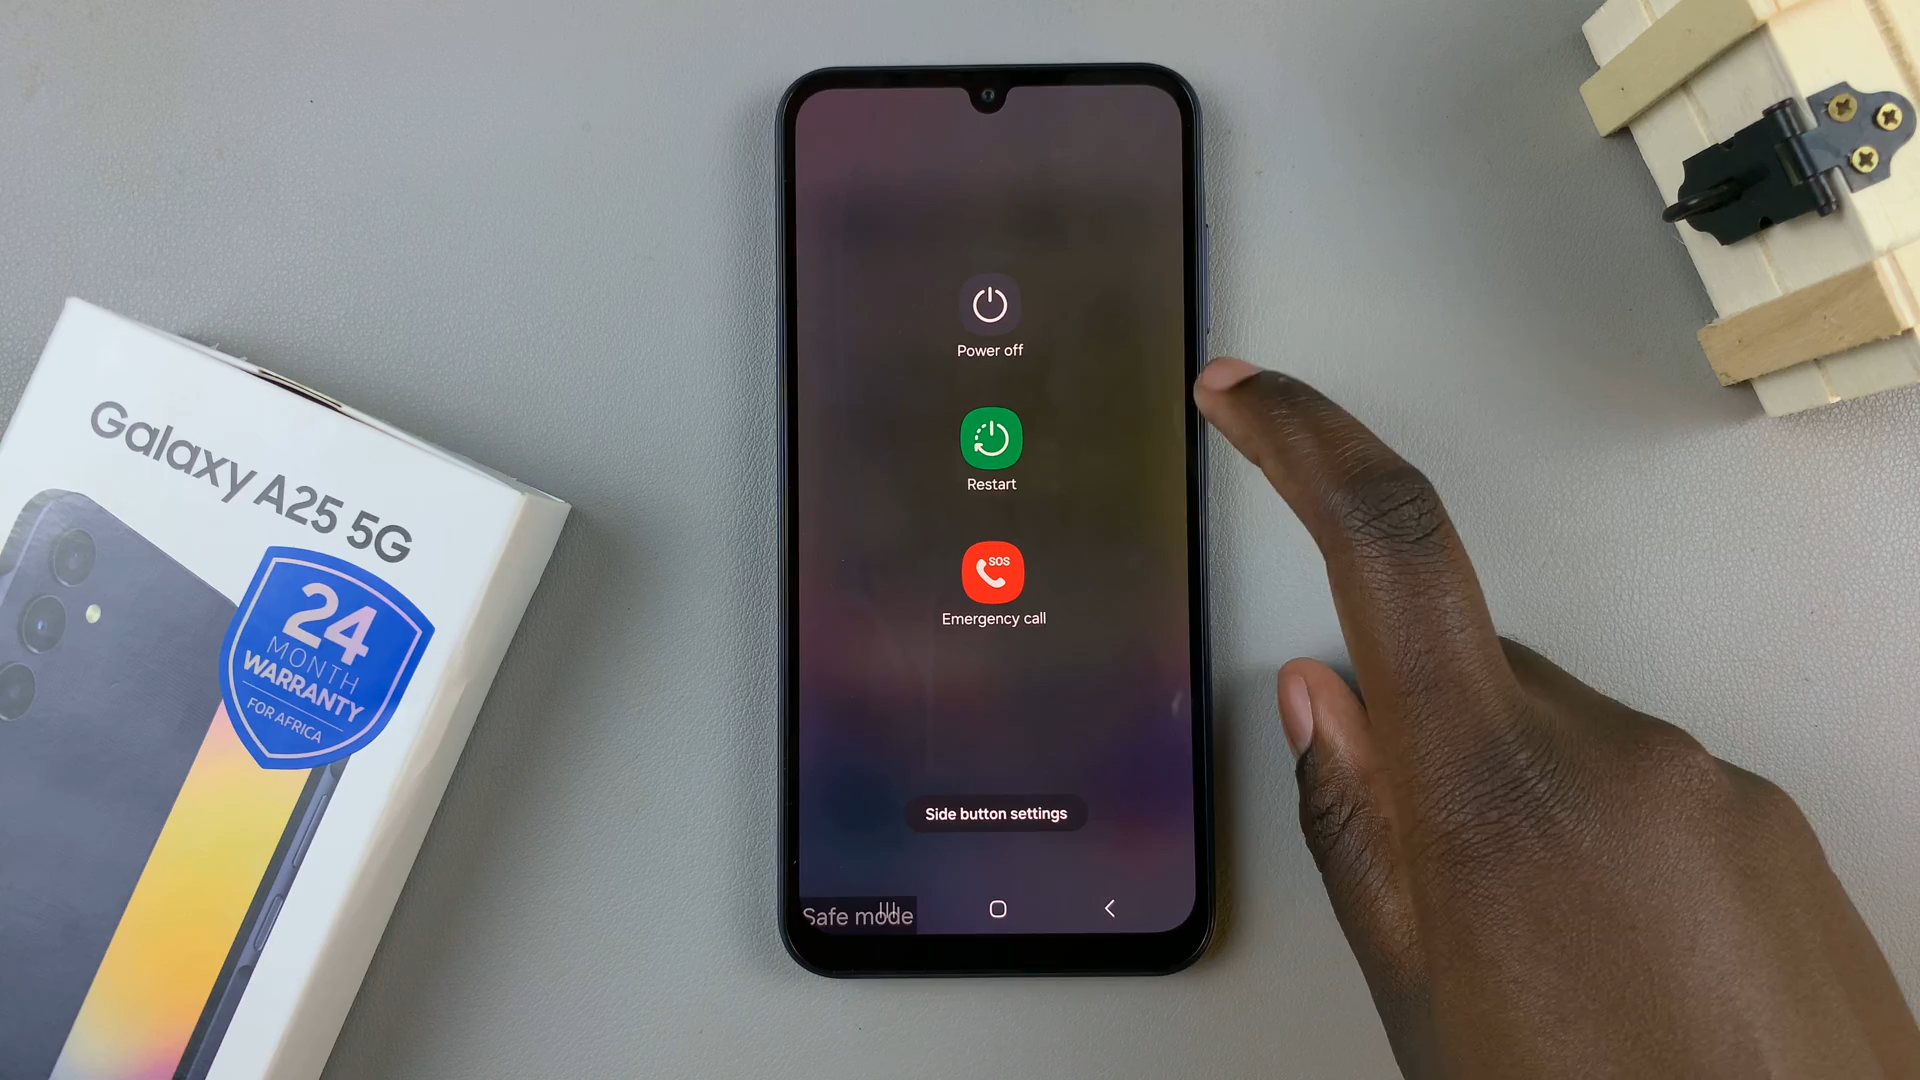 Galaxy A25 5G
24
MONTH
WARRANTY
FOR AFRICA
Power off
Restart
SOS
Emergency call
Side button settings
Safe mode